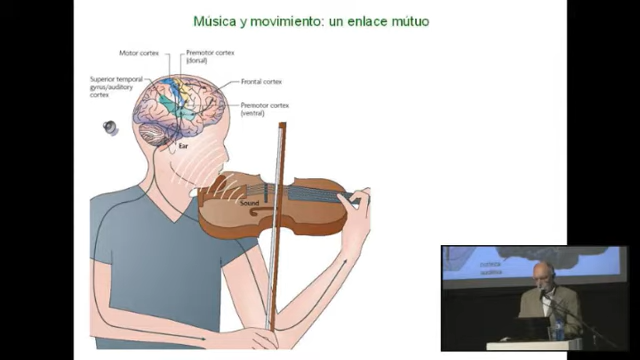 Música y movimiento: un enlace mútuo
Motor cortex
Premotor cortex
(dorsal)
Superior temporal
gyrus/auditory
cortex
Frontal cortex
Premotor cortex
(ventral)
Ear
Sound